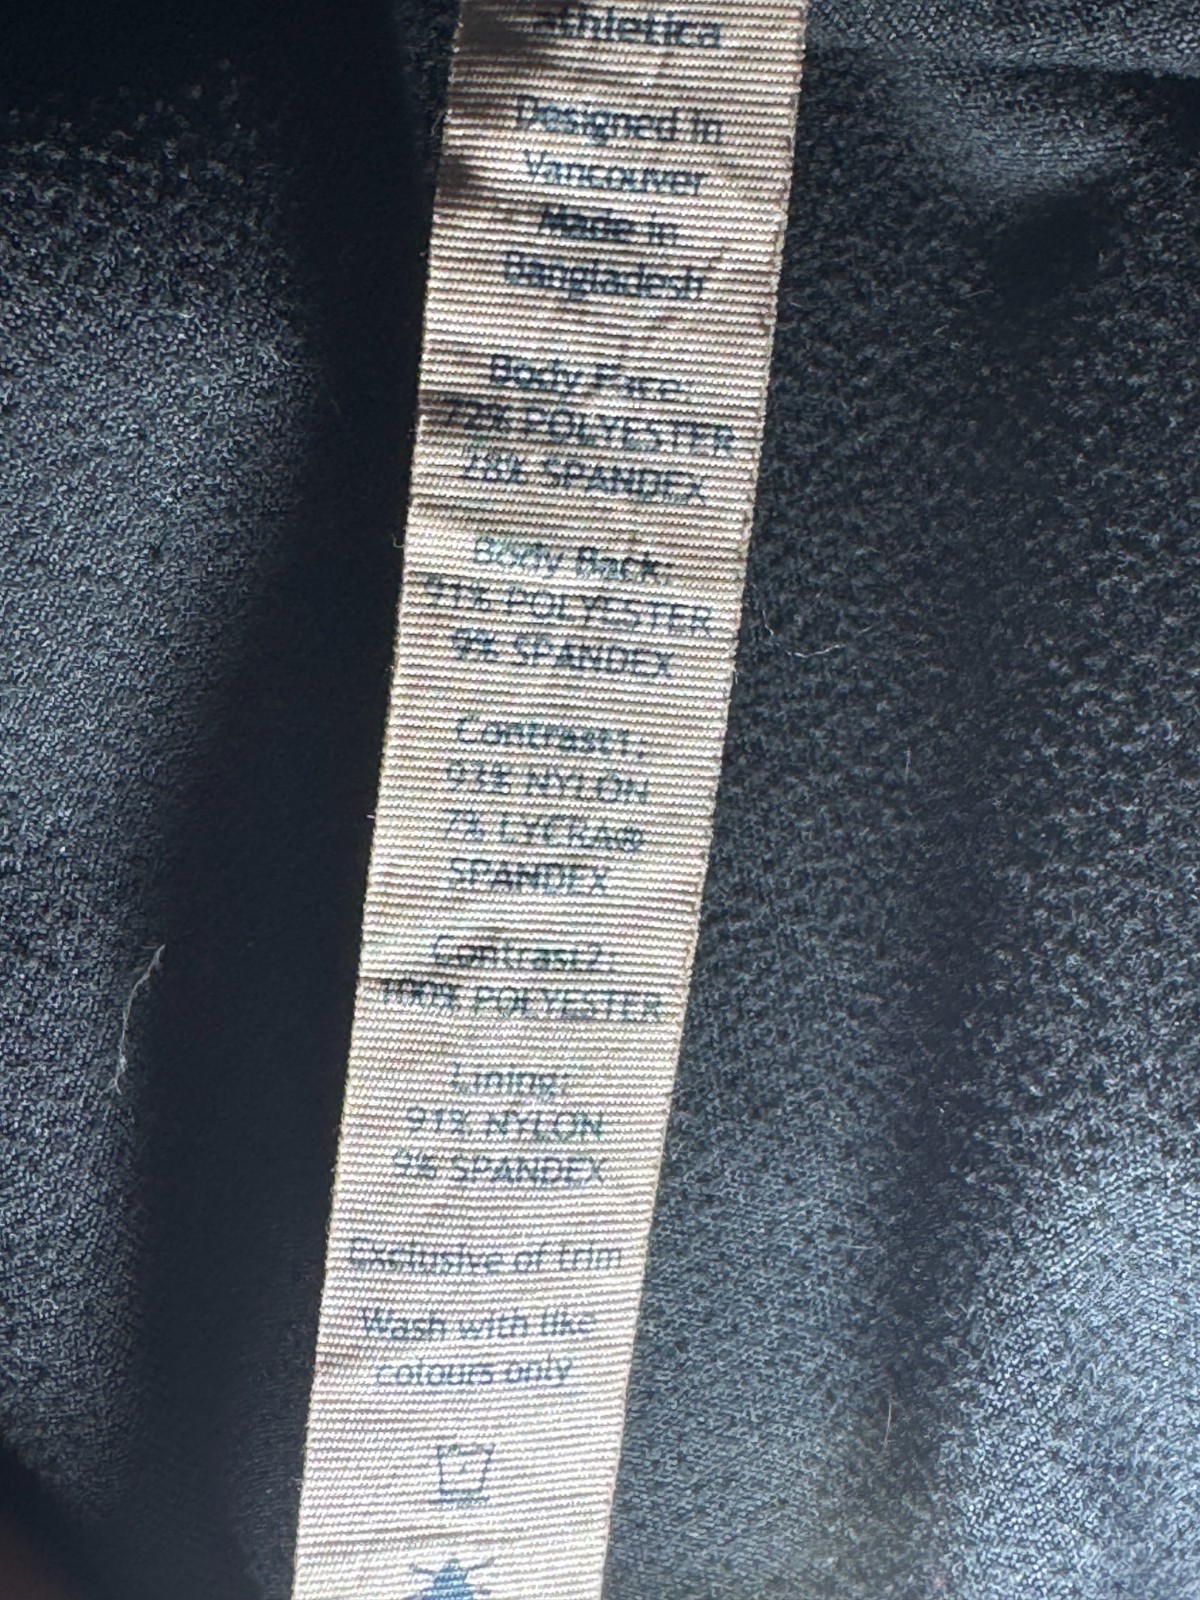 athletica
Designed in
Vancouver
Made in
Bangladesh
Body Face:
72% POLYESTER
28% SPANDEX
Body Back:
91% POLYESTER
9% SPANDEX
Contrast1:
93% NYLON
7% LYCRA®
SPANDEX
Contrast2:
100% POLYESTER
Lining:
91% NYLON
9% SPANDEX
Exclusive of trim
Wash with like
colours only